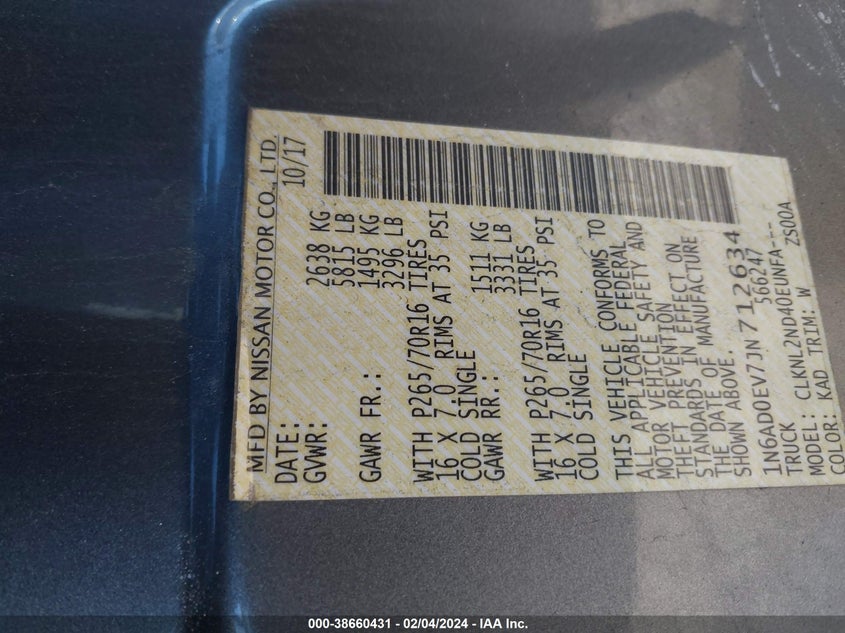 MFD BY NISSAN MOTOR CO., LTD.
DATE: 10/17
GVWR: 2638 KG
5815 LB
GAWR FR.: 1495 KG
3296 LB
WITH P265/70R16 TIRES
16 X 7.0 RIMS AT 35 PSI
COLD SINGLE
GAWR RR.: 1511 KG
3331 LB
WITH P265/70R16 TIRES
16 X 7.0 RIMS AT 35 PSI
COLD SINGLE
THIS VEHICLE CONFORMS TO
ALL APPLICABLE FEDERAL
MOTOR VEHICLE SAFETY AND
THEFT PREVENTION
STANDARDS IN EFFECT ON
THE DATE OF MANUFACTURE
SHOWN ABOVE.
1N6AD0EV7JN712634
TRUCK 566247
MODEL: CLKNL2ND40EUNFA---
COLOR: KAD TRIM: W ZS00A
000-38660431 - 02/04/2024 - IAA Inc.